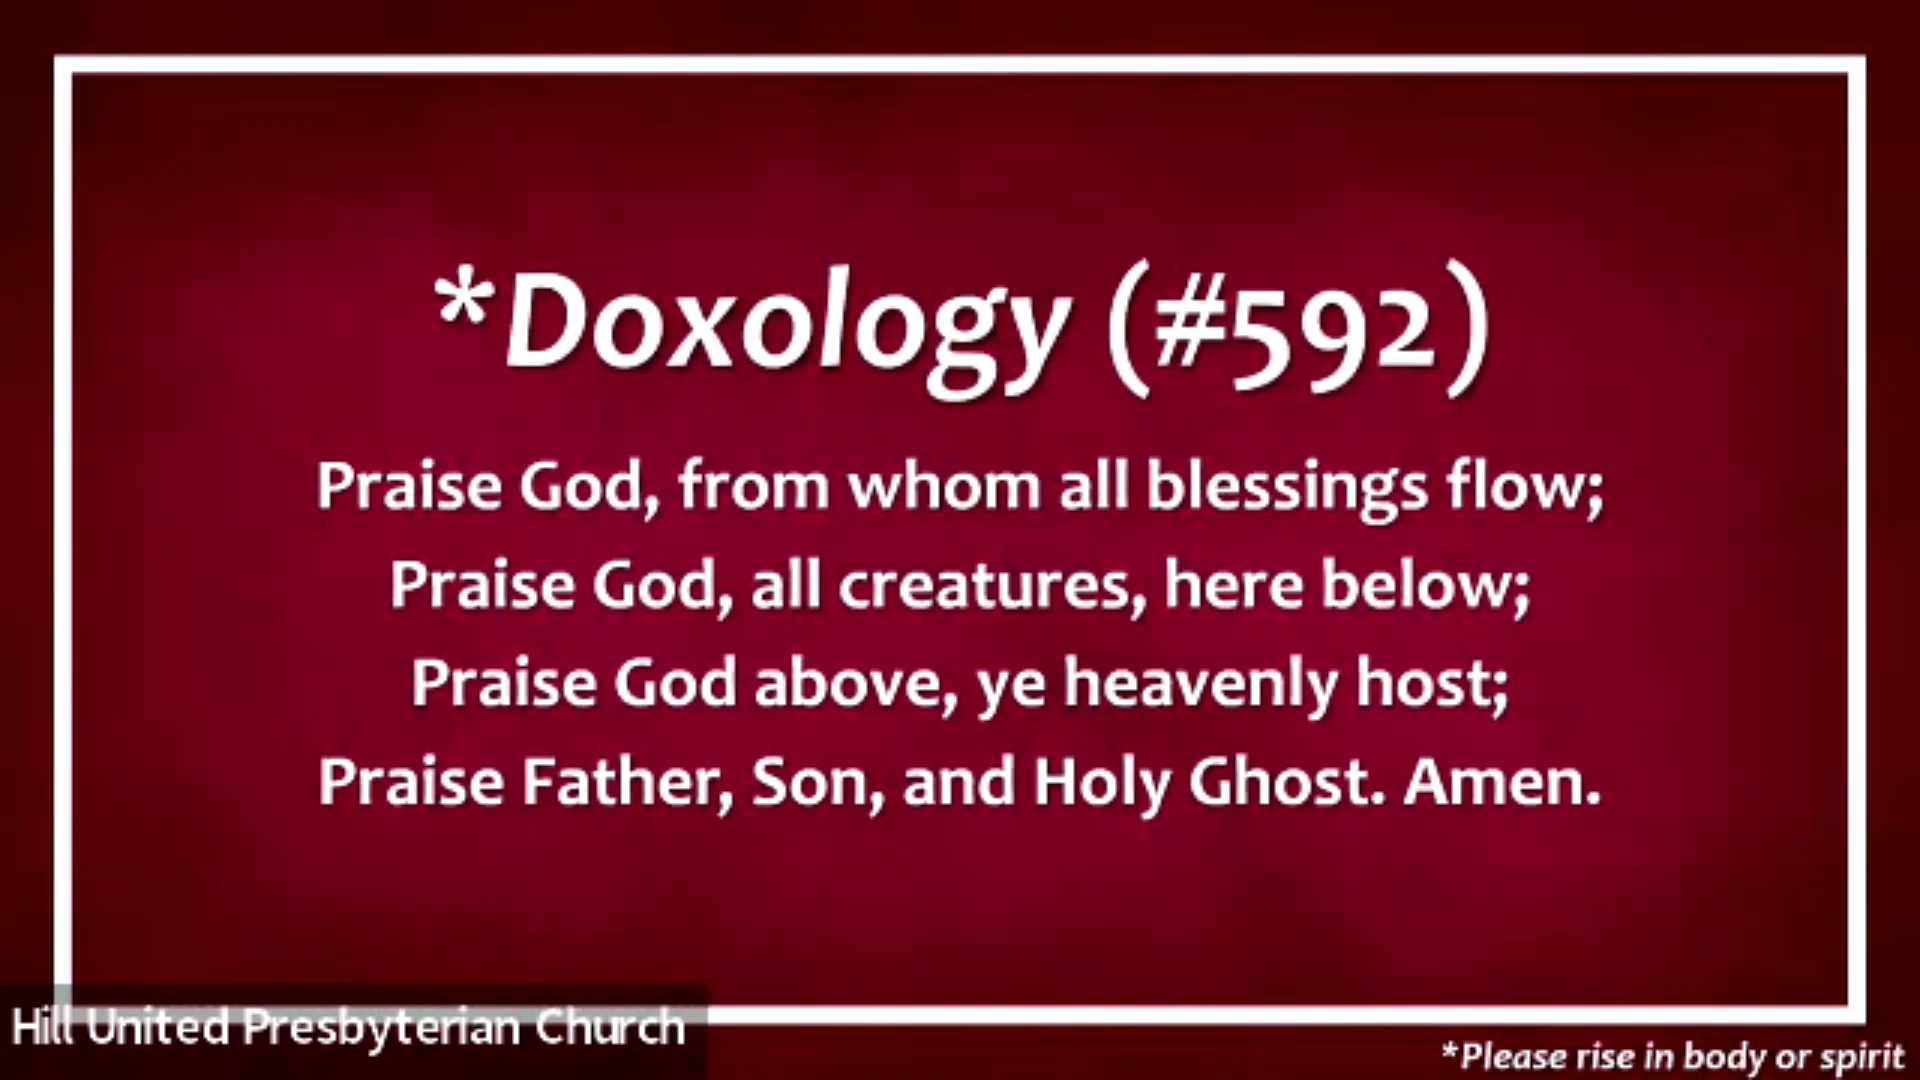 *Doxology (#592)
Praise God, from whom all blessings flow;
Praise God, all creatures, here below;
Praise God above, ye heavenly host;
Praise Father, Son, and Holy Ghost. Amen.
Hill United Presbyterian Church
*Please rise in body or spirit